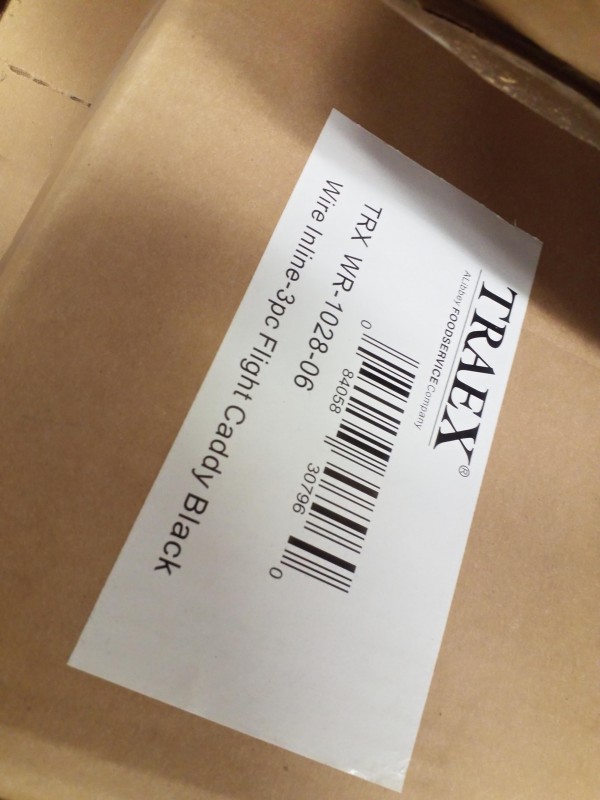 TRAEX®
A Libbey FOODSERVICE Company
0 84058 30796 0
TRX WR-1028-06
Wire Inline-3pc Flight Caddy Black